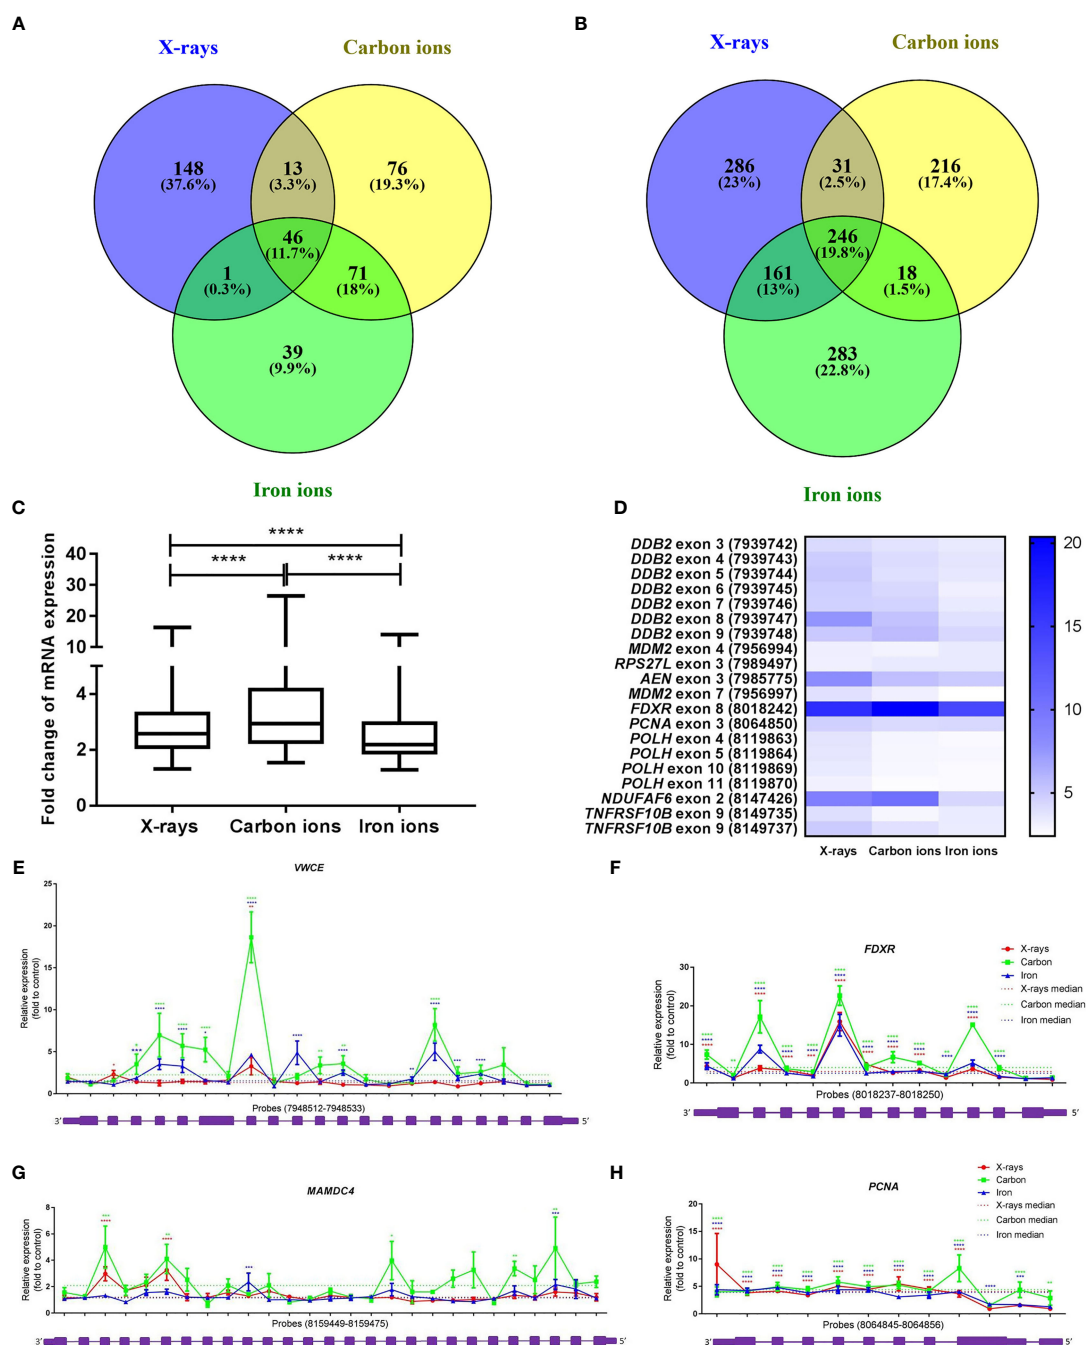 A
X-rays
Carbon ions
148
(37.6%)
13
(3.3%)
76
(19.3%)
46
(11.7%)
1
(0.3%)
71
(18%)
39
(9.9%)
Iron ions
B
X-rays
Carbon ions
286
(23%)
31
(2.5%)
216
(17.4%)
246
(19.8%)
161
(13%)
18
(1.5%)
283
(22.8%)
Iron ions
C
Fold change of mRNA expression
40
30
20
10
4
2
0
****
****
****
X-rays Carbon ions Iron ions
D
DDB2 exon 3 (7939742)
DDB2 exon 4 (7939743)
DDB2 exon 5 (7939744)
DDB2 exon 6 (7939745)
DDB2 exon 7 (7939746)
DDB2 exon 8 (7939747)
DDB2 exon 9 (7939748)
MDM2 exon 4 (7956994)
RPS27L exon 3 (7989497)
AEN exon 3 (7985775)
MDM2 exon 7 (7956997)
FDXR exon 8 (8018242)
PCNA exon 3 (8064850)
POLH exon 4 (8119863)
POLH exon 5 (8119864)
POLH exon 10 (8119869)
POLH exon 11 (8119870)
NDUFAF6 exon 2 (8147426)
TNFRSF10B exon 9 (8149735)
TNFRSF10B exon 9 (8149737)
X-rays Carbon ions Iron ions
20
15
10
5
E
VWCE
Relative expression
(fold to control)
25
20
15
10
5
0
Probes (7948512-7948533)
3′
5′
F
FDXR
Relative expression
(fold to control)
30
20
10
0
X-rays
Carbon
Iron
X-rays median
Carbon median
Iron median
Probes (8018237-8018250)
3′
5′
G
MAMDC4
Relative expression
(fold to control)
8
6
4
2
0
Probes (8159449-8159475)
3′
5′
H
PCNA
Relative expression
(fold to control)
20
15
10
5
0
X-rays
Carbon
Iron
X-rays median
Carbon median
Iron median
Probes (8064845-8064856)
3′
5′